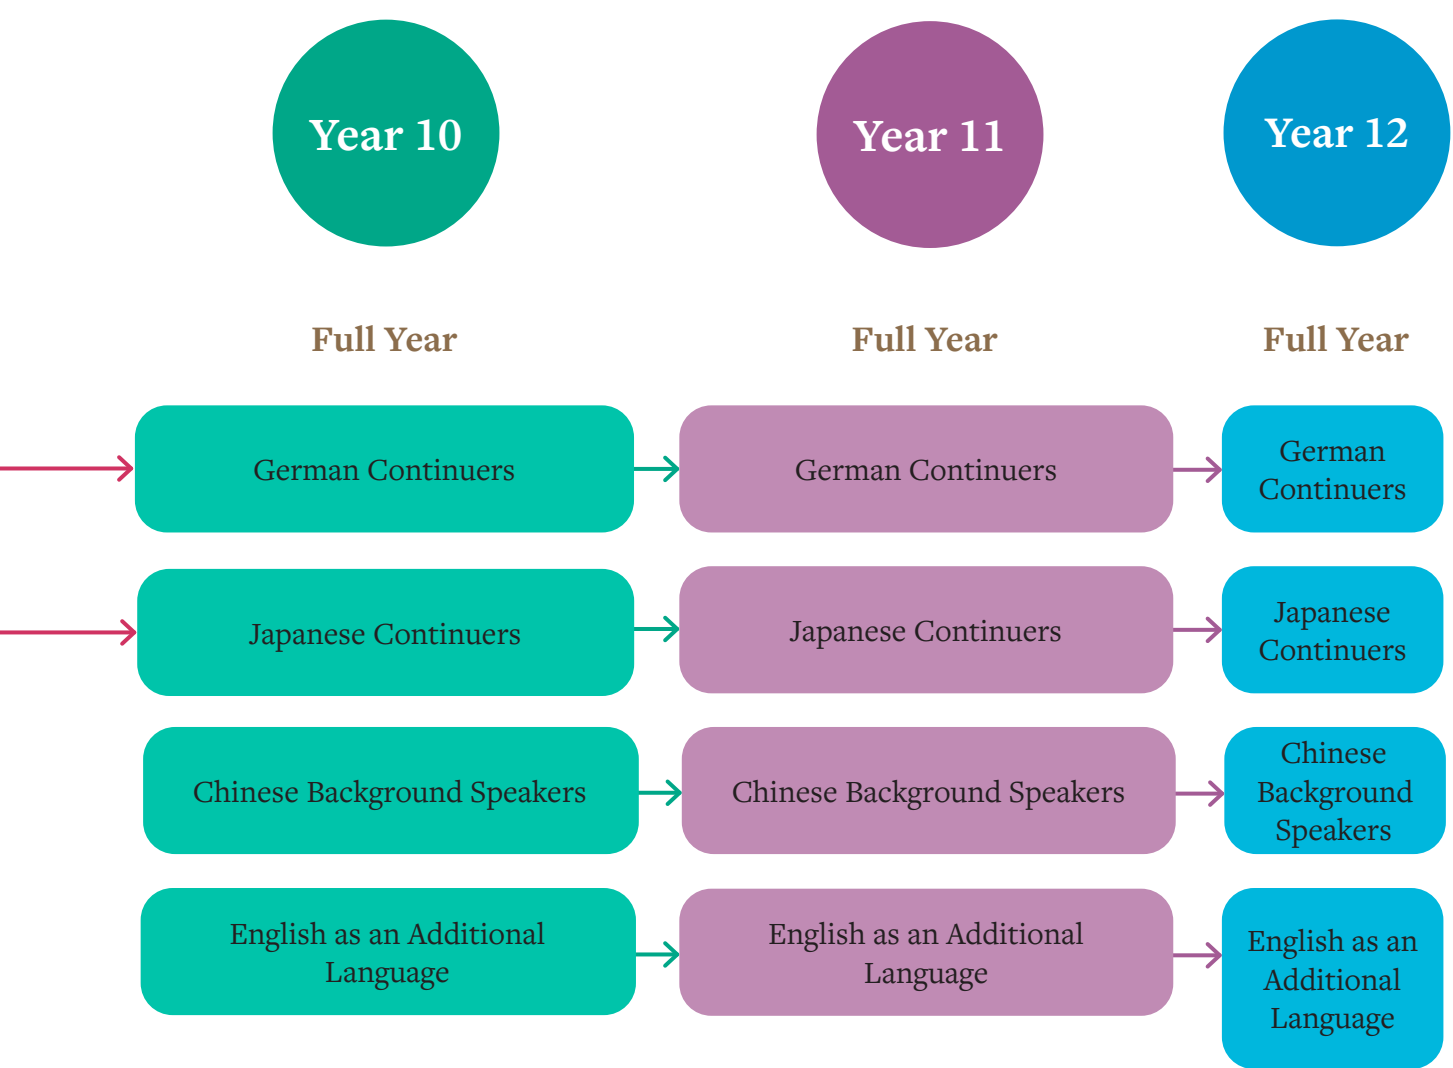 Year 10
Year 11
Year 12
Full Year
Full Year
Full Year
German Continuers
German Continuers
German
Continuers
Japanese Continuers
Japanese Continuers
Japanese
Continuers
Chinese Background Speakers
Chinese Background Speakers
Chinese
Background
Speakers
English as an Additional
Language
English as an Additional
Language
English as an
Additional
Language